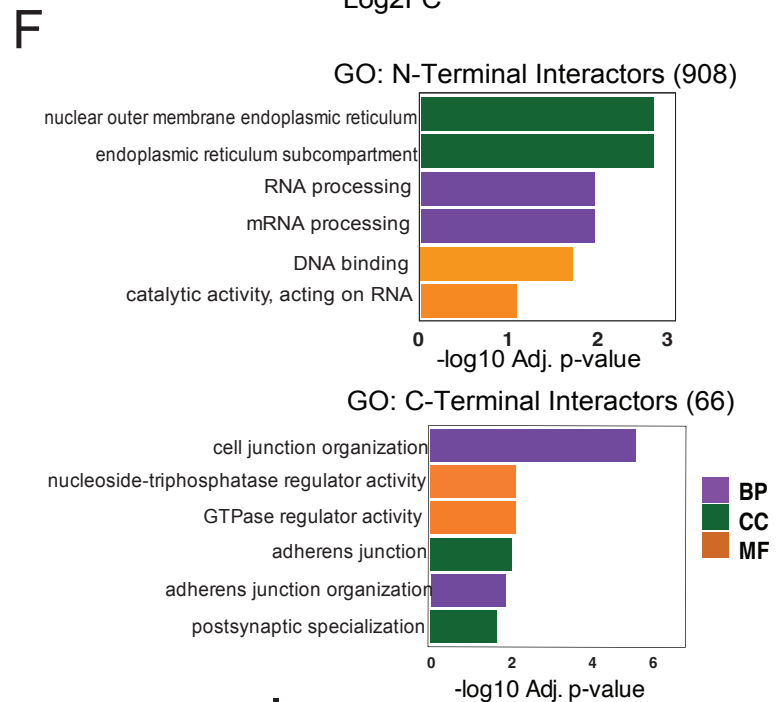 Log2FC
F
GO: N-Terminal Interactors (908)
nuclear outer membrane endoplasmic reticulum
endoplasmic reticulum subcompartment
RNA processing
mRNA processing
DNA binding
catalytic activity, acting on RNA
0 1 2 3
-log10 Adj. p-value
GO: C-Terminal Interactors (66)
cell junction organization
nucleoside-triphosphatase regulator activity
GTPase regulator activity
adherens junction
adherens junction organization
postsynaptic specialization
BP
CC
MF
0 2 4 6
-log10 Adj. p-value